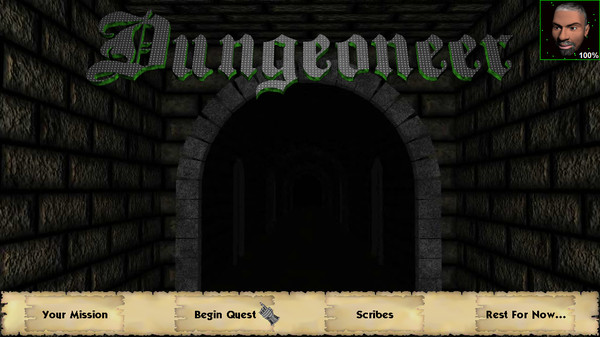 Dungeoneer
100%
Your Mission
Begin Quest
Scribes
Rest For Now...